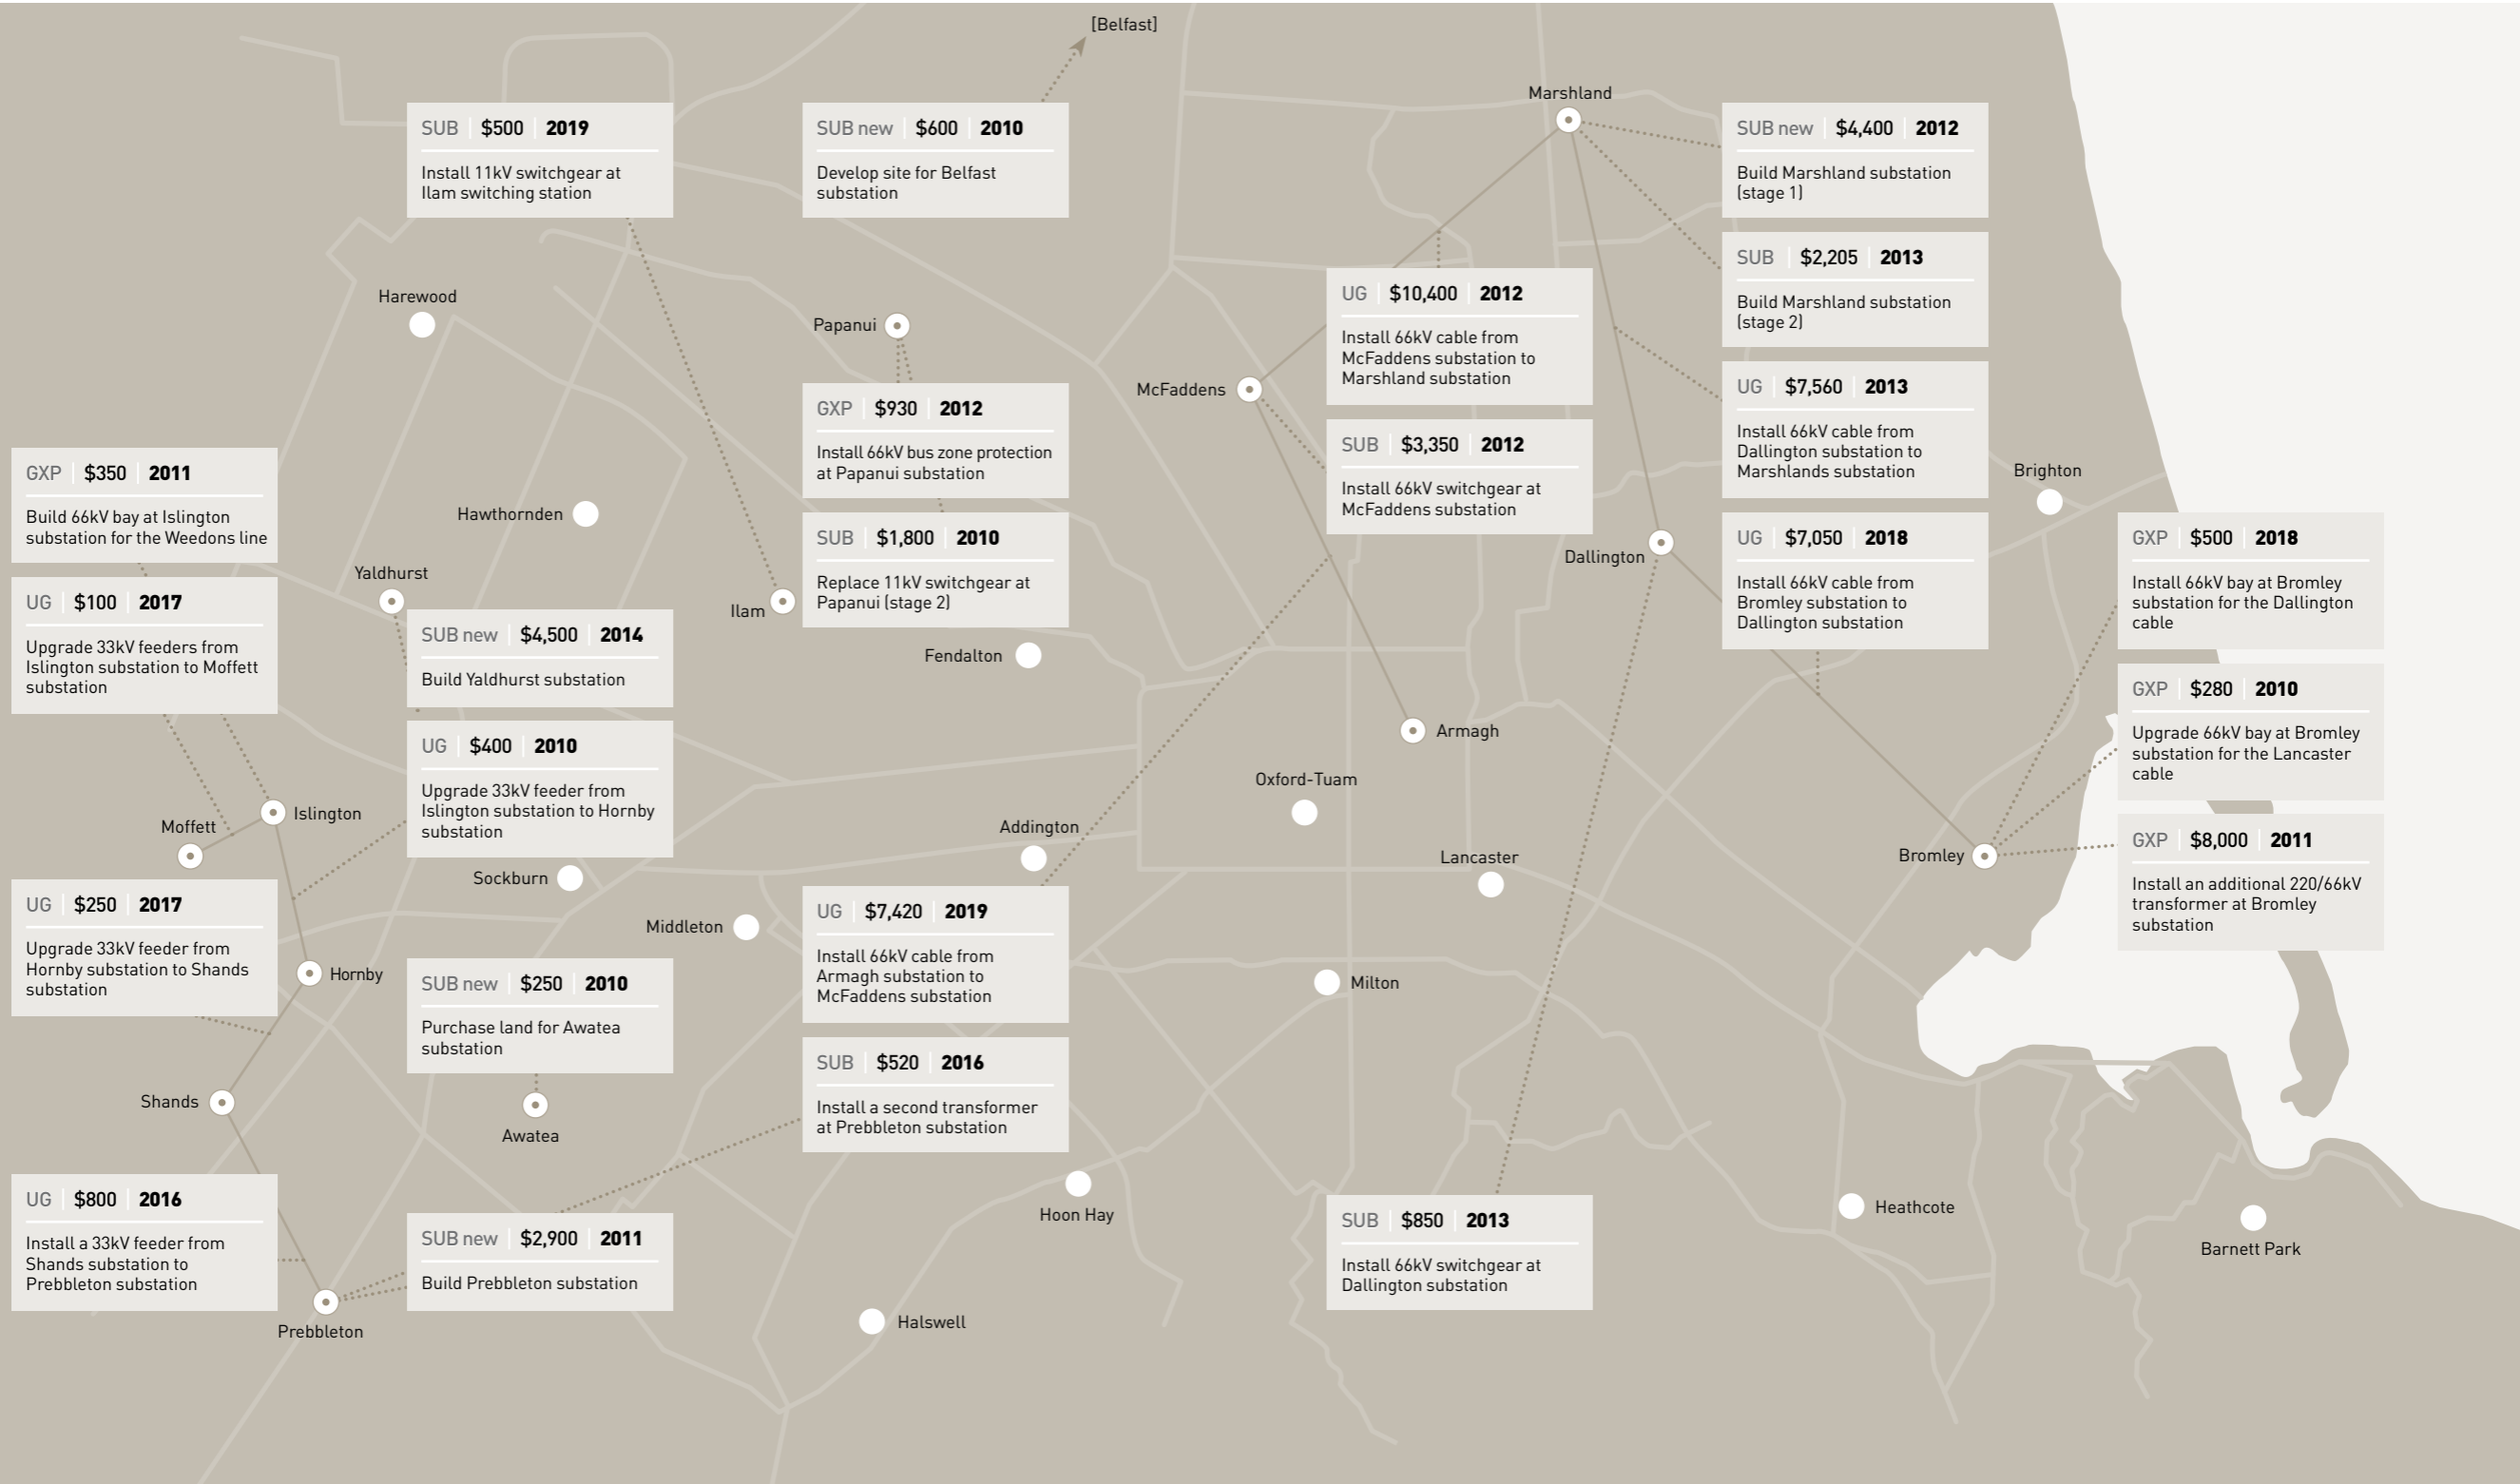 [Belfast]
SUB $500 2019
Install 11kV switchgear at
Ilam switching station
SUB new $600 2010
Develop site for Belfast
substation
Marshland
SUB new $4,400 2012
Build Marshland substation
(stage 1)
SUB $2,205 2013
Build Marshland substation
(stage 2)
UG $10,400 2012
Install 66kV cable from
McFaddens substation to
Marshland substation
Harewood
Papanui
McFaddens
UG $7,560 2013
Install 66kV cable from
Dallington substation to
Marshlands substation
GXP $930 2012
Install 66kV bus zone protection
at Papanui substation
SUB $3,350 2012
Install 66kV switchgear at
McFaddens substation
Brighton
GXP $350 2011
Build 66kV bay at Islington
substation for the Weedons line
Hawthornden
SUB $1,800 2010
Replace 11kV switchgear at
Papanui (stage 2)
Dallington
UG $7,050 2018
Install 66kV cable from
Bromley substation to
Dallington substation
GXP $500 2018
Install 66kV bay at Bromley
substation for the Dallington
cable
Yaldhurst
UG $100 2017
Upgrade 33kV feeders from
Islington substation to Moffett
substation
SUB new $4,500 2014
Build Yaldhurst substation
Ilam
Fendalton
GXP $280 2010
Upgrade 66kV bay at Bromley
substation for the Lancaster
cable
UG $400 2010
Upgrade 33kV feeder from
Islington substation to Hornby
substation
Armagh
Oxford-Tuam
Islington
Moffett
Addington
Lancaster
Bromley
GXP $8,000 2011
Install an additional 220/66kV
transformer at Bromley
substation
Sockburn
UG $250 2017
Upgrade 33kV feeder from
Hornby substation to Shands
substation
Middleton
UG $7,420 2019
Install 66kV cable from
Armagh substation to
McFaddens substation
Hornby
SUB new $250 2010
Purchase land for Awatea
substation
Milton
SUB $520 2016
Install a second transformer
at Prebbleton substation
Shands
Awatea
UG $800 2016
Install a 33kV feeder from
Shands substation to
Prebbleton substation
SUB new $2,900 2011
Build Prebbleton substation
Hoon Hay
SUB $850 2013
Install 66kV switchgear at
Dallington substation
Heathcote
Barnett Park
Prebbleton
Halswell